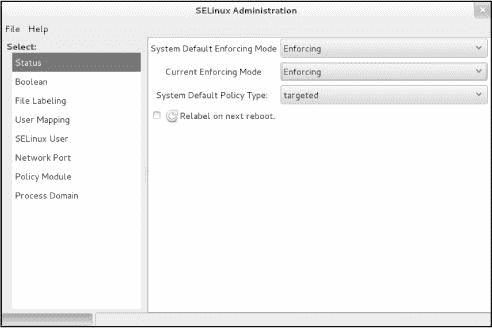 SELinux Administration
File Help
Select:
Status
Boolean
File Labeling
User Mapping
SELinux User
Network Port
Policy Module
Process Domain
System Default Enforcing Mode Enforcing
Current Enforcing Mode Enforcing
System Default Policy Type: targeted
Relabel on next reboot.